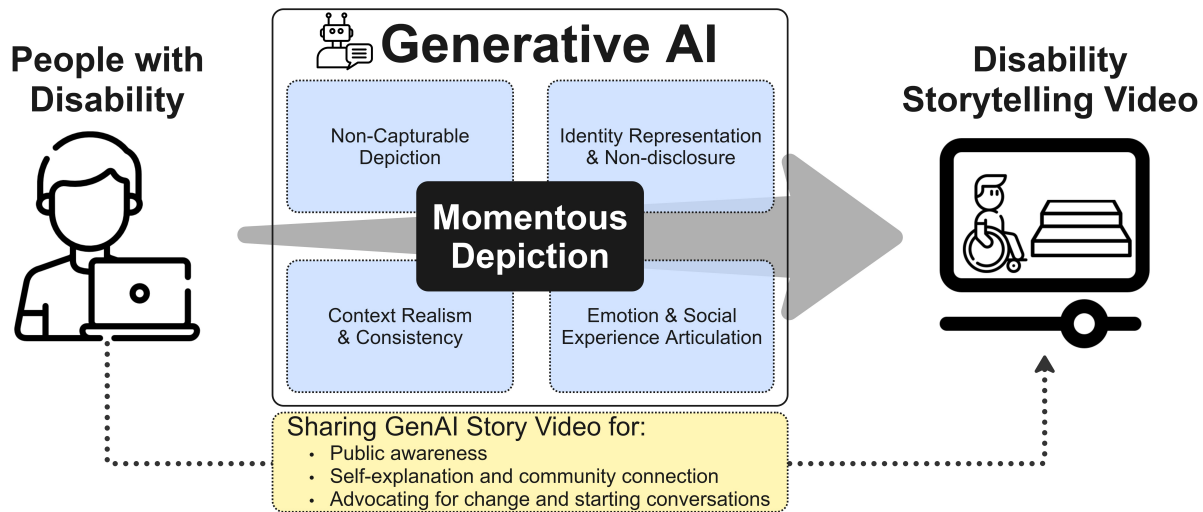 People with
Disability
Generative AI
Non-Capturable
Depiction
Identity Representation
& Non-disclosure
Momentous
Depiction
Context Realism
& Consistency
Emotion & Social
Experience Articulation
Disability
Storytelling Video
Sharing GenAI Story Video for:
• Public awareness
• Self-explanation and community connection
• Advocating for change and starting conversations